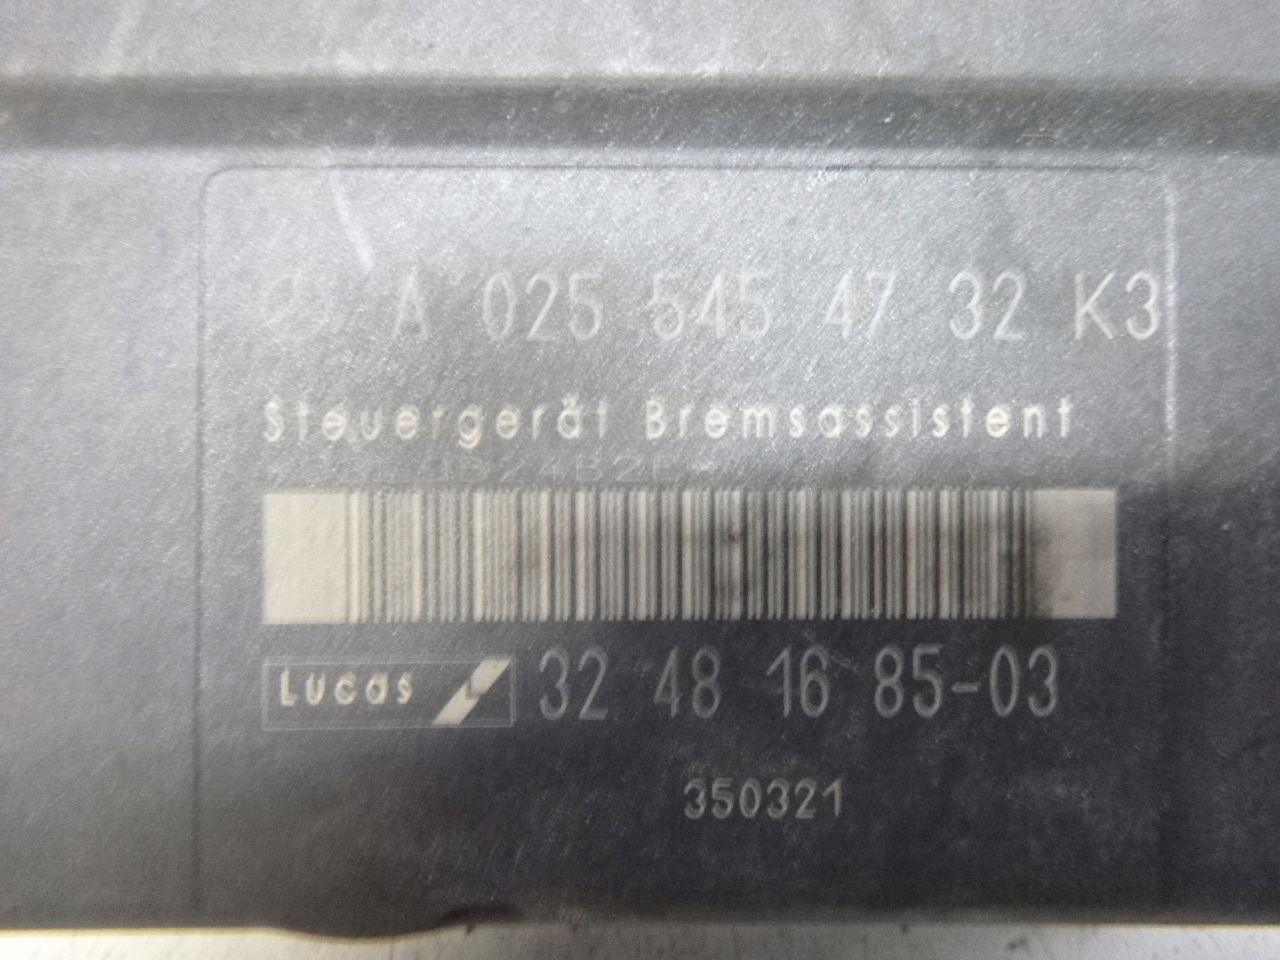 A 025 545 47 32 K3
Steuergerät Bremsassistent
Lucas 32 48 16 85-03
350321